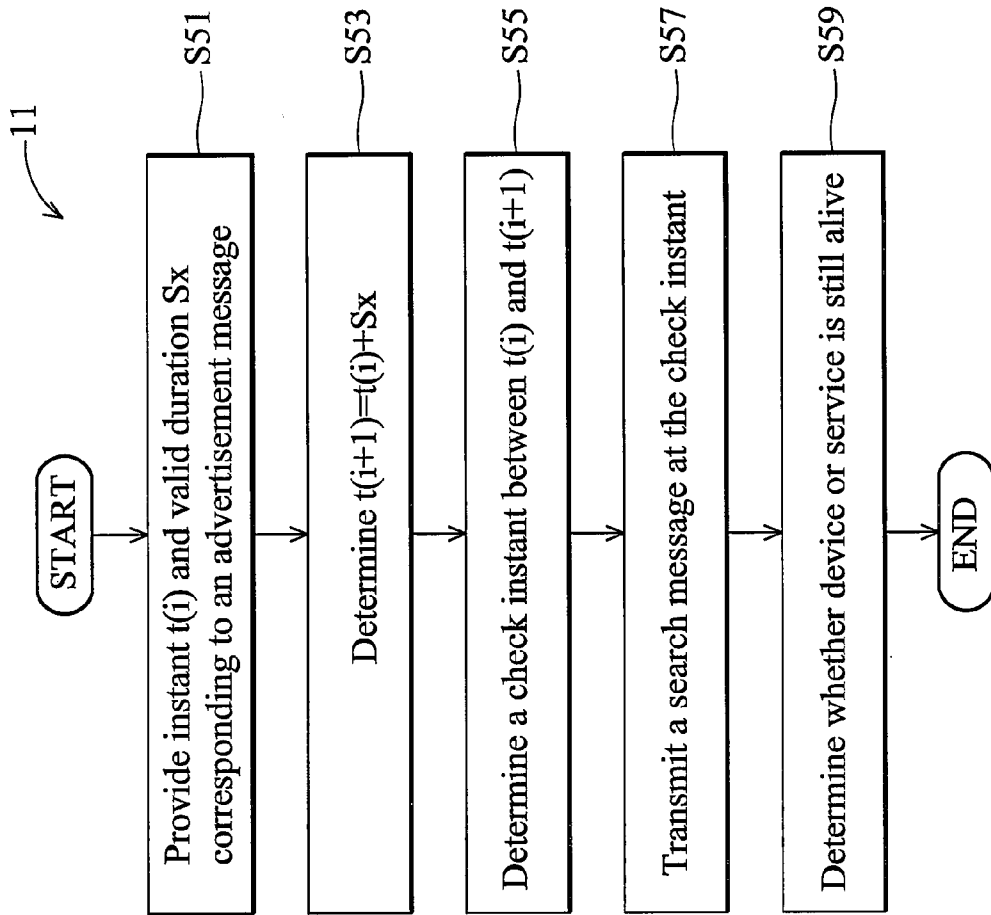 11
START
Provide instant t(i) and valid duration Sx
corresponding to an advertisement message
S51
Determine t(i+1)=t(i)+Sx
S53
Determine a check instant between t(i) and t(i+1)
S55
Transmit a search message at the check instant
S57
Determine whether device or service is still alive
S59
END